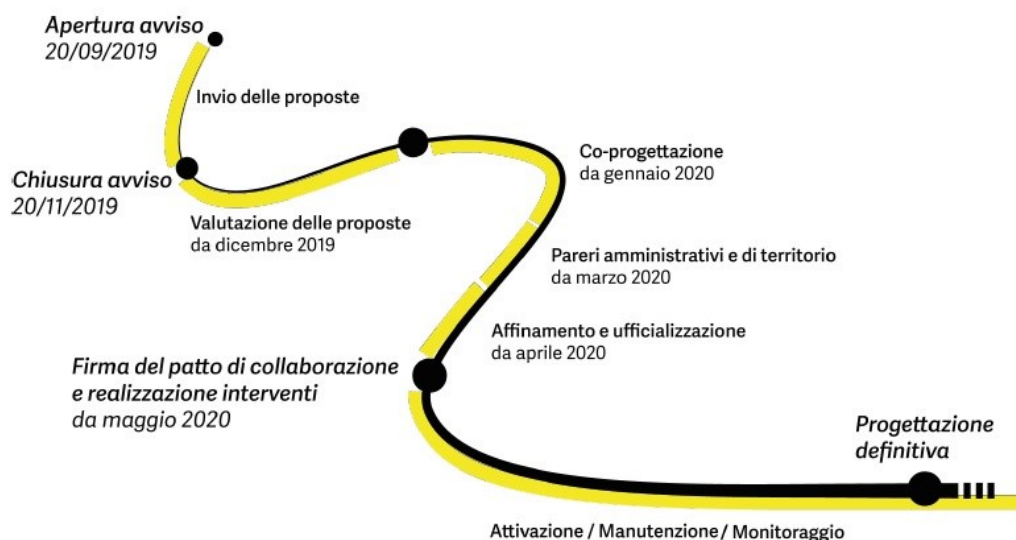 Apertura avviso
20/09/2019
Invio delle proposte
Chiusura avviso
20/11/2019
Valutazione delle proposte
da dicembre 2019
Co-progettazione
da gennaio 2020
Pareri amministrativi e di territorio
da marzo 2020
Affinamento e ufficializzazione
da aprile 2020
Firma del patto di collaborazione
e realizzazione interventi
da maggio 2020
Progettazione
definitiva
Attivazione / Manutenzione / Monitoraggio